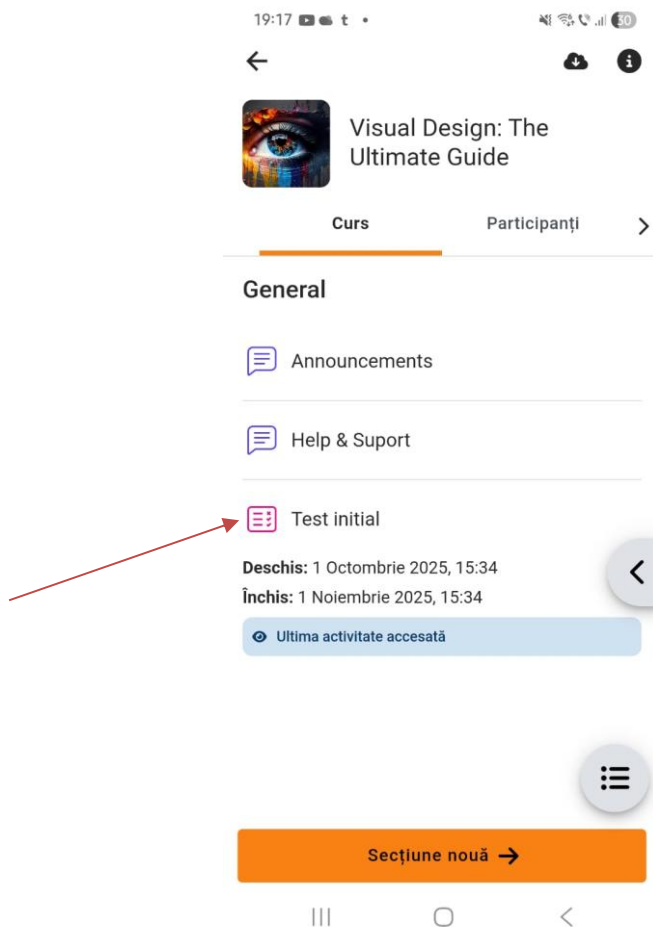 19:17 t
30
Visual Design: The
Ultimate Guide
Curs Participanți
General
Announcements
Help & Suport
Test initial
Deschis: 1 Octombrie 2025, 15:34
Închis: 1 Noiembrie 2025, 15:34
Ultima activitate accesată
Secțiune nouă